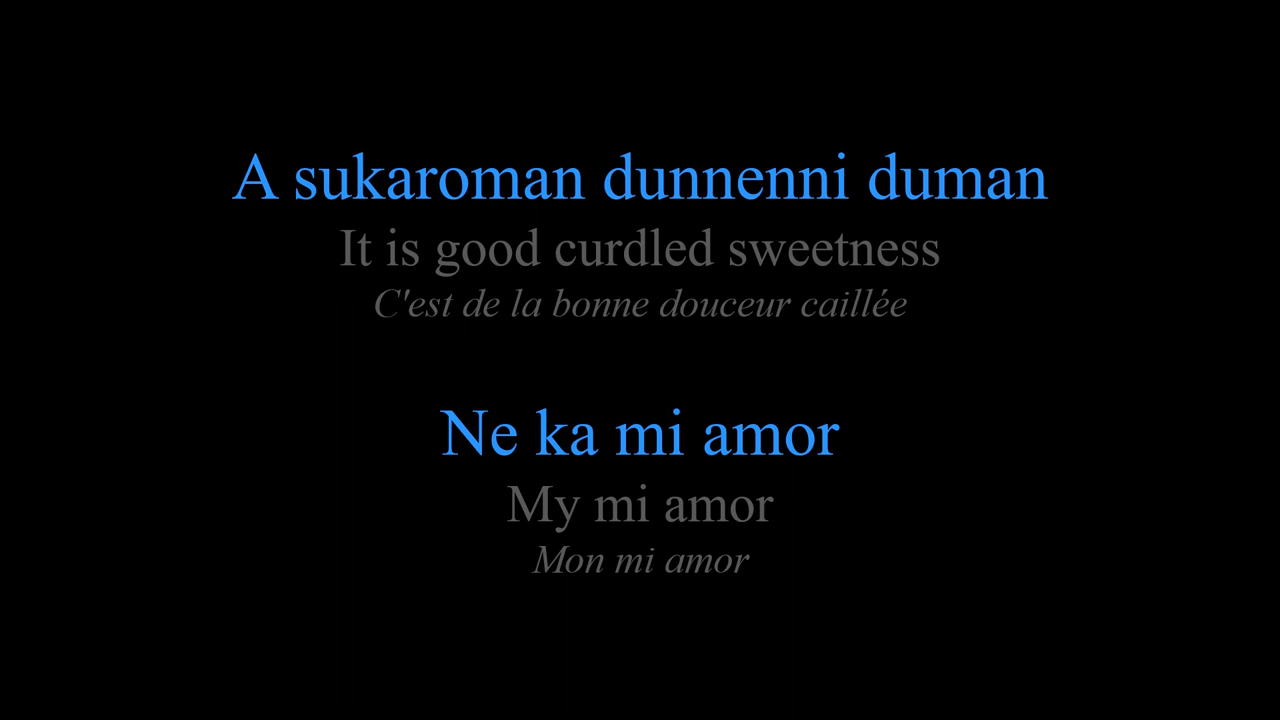 A sukaroman dunnenni duman
It is good curdled sweetness
C'est de la bonne douceur caillée
Ne ka mi amor
My mi amor
Mon mi amor